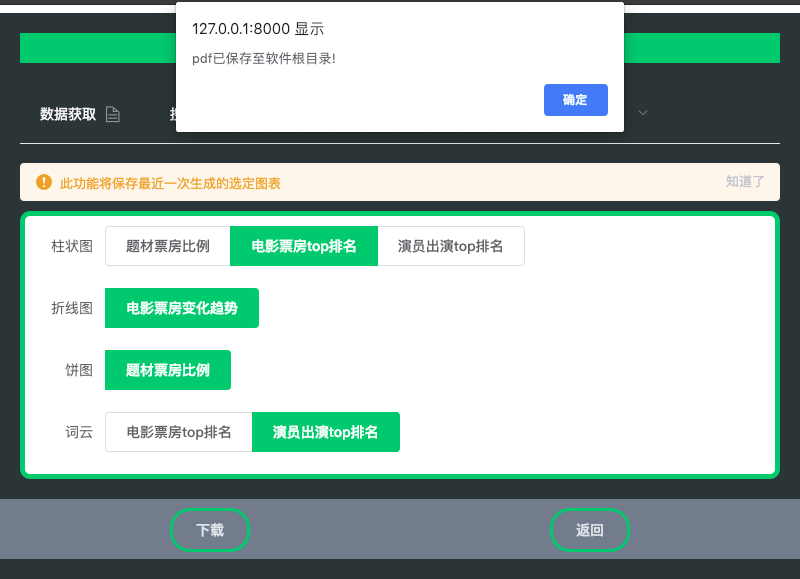 127.0.0.1:8000 显示
pdf已保存至软件根目录!
确定
数据获取
此功能将保存最近一次生成的选定图表
知道了
柱状图 题材票房比例 电影票房top排名 演员出演top排名
折线图 电影票房变化趋势
饼图 题材票房比例
词云 电影票房top排名 演员出演top排名
下载 返回